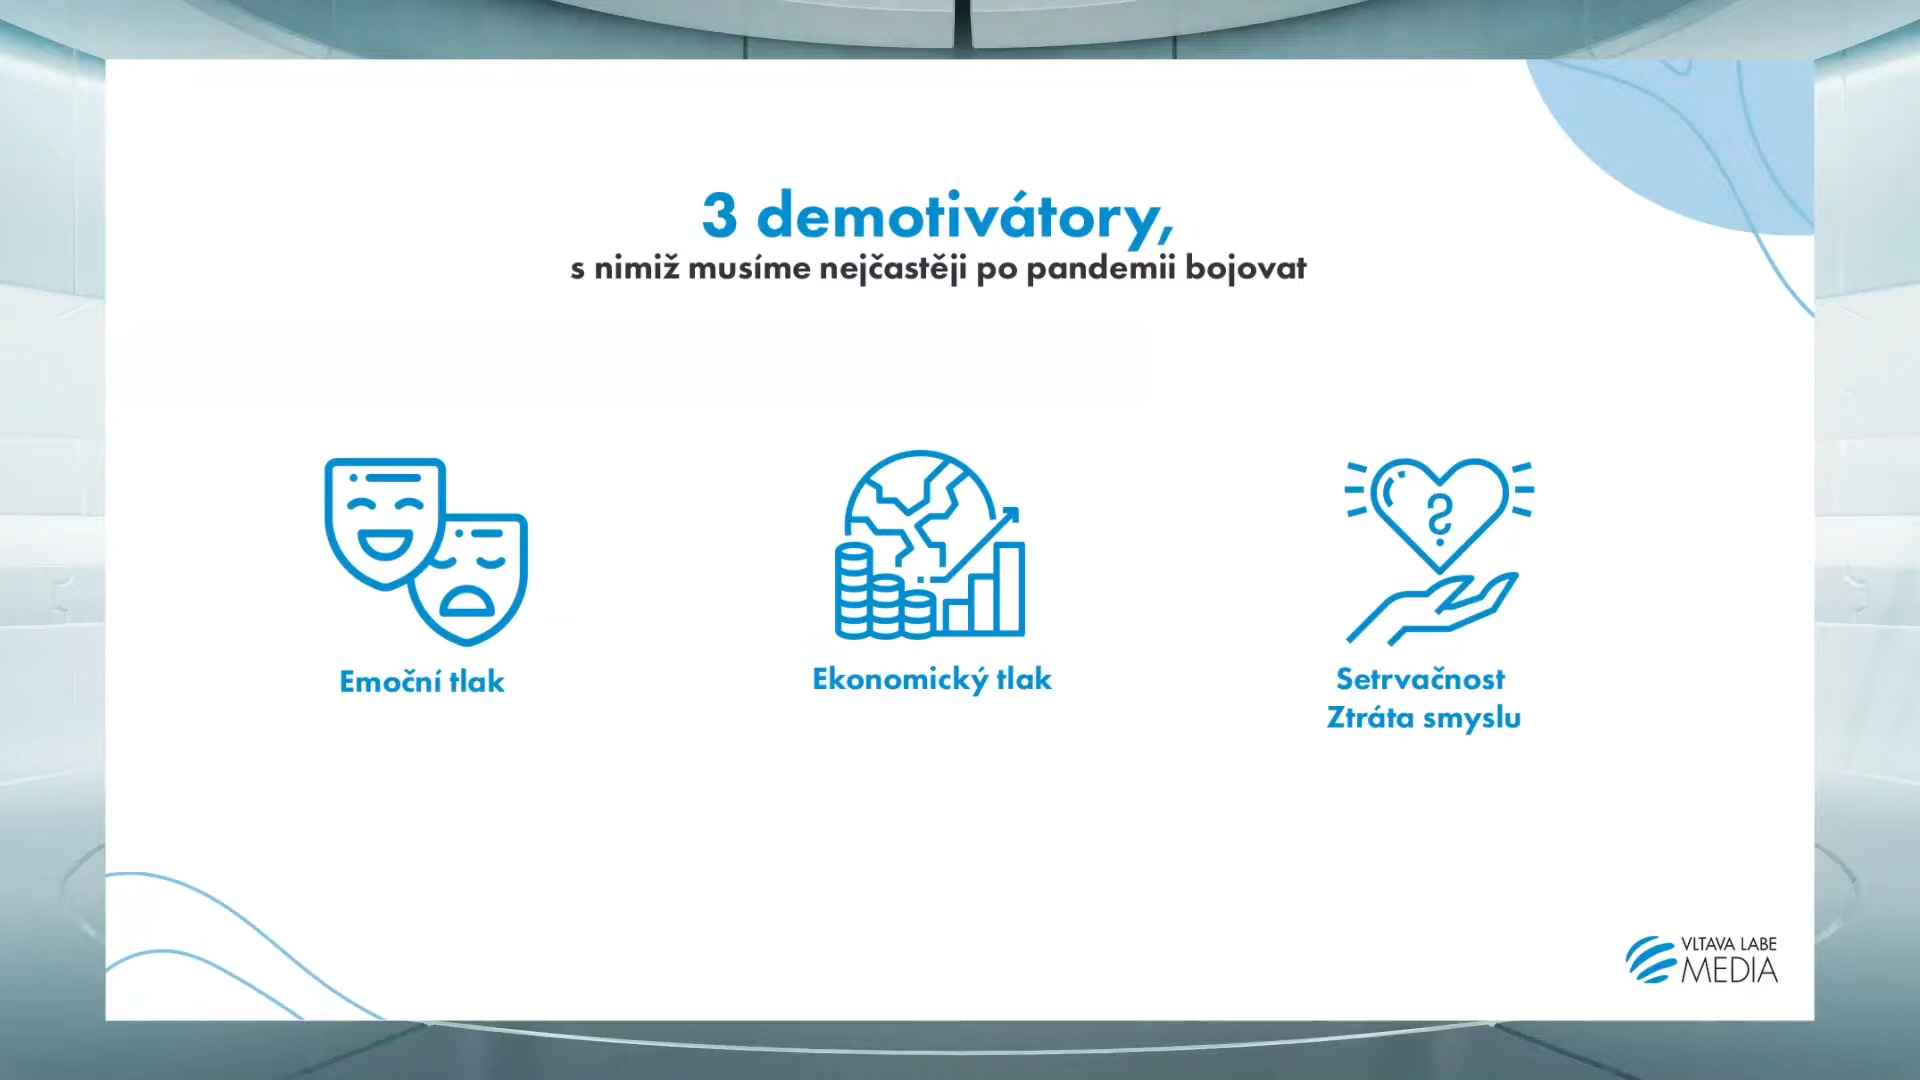 3 demotivátory,
s nimiž musíme nejčastěji po pandemii bojovat
Emoční tlak
Ekonomický tlak
Setrvačnost
Ztráta smyslu
VLTAVA LABE
MEDIA